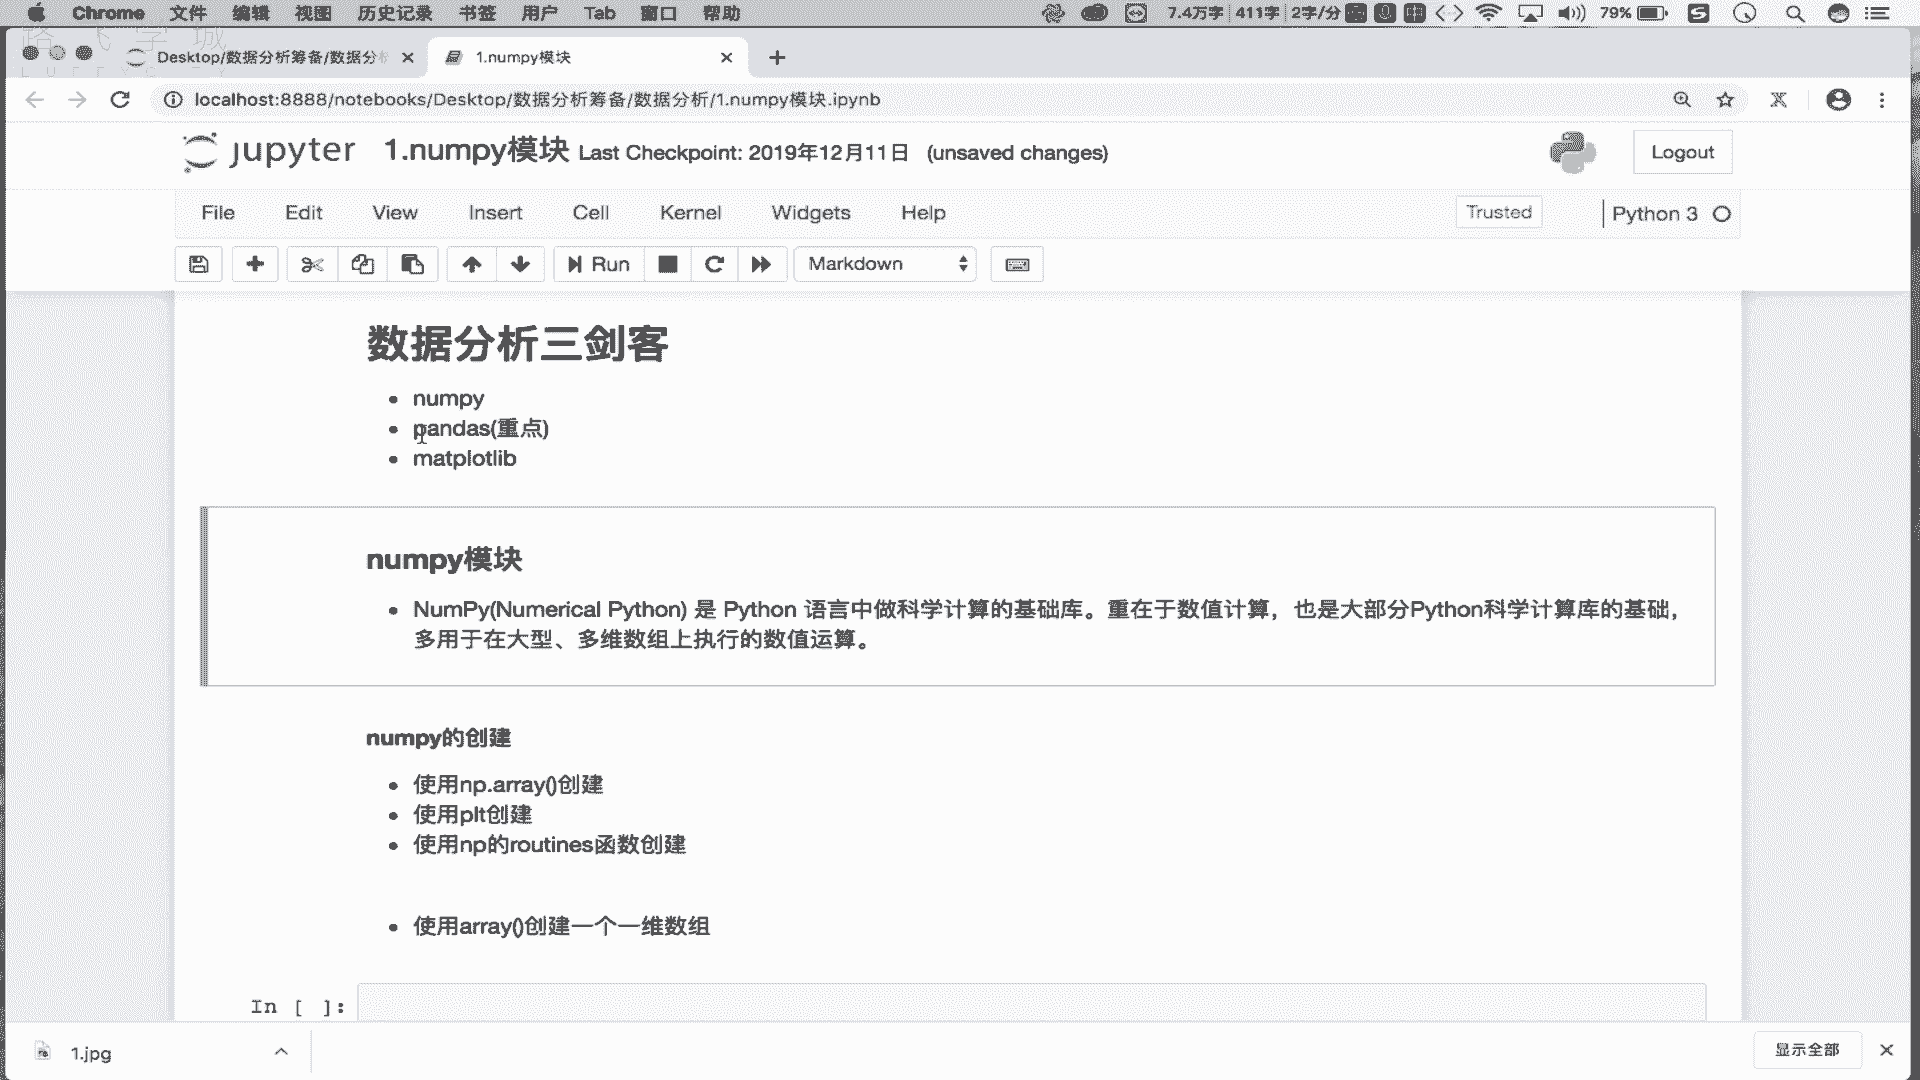 Chrome 文件 编辑 视图 历史记录 书签 用户 Tab 窗口 帮助 7.4万字 411字 2字/分 79%
路飞学城
Desktop/数据分析筹备/数据分析 1.numpy模块
localhost:8888/notebooks/Desktop/数据分析筹备/数据分析/1.numpy模块.ipynb
jupyter 1.numpy模块 Last Checkpoint: 2019年12月11日 (unsaved changes) Logout
File Edit View Insert Cell Kernel Widgets Help Trusted Python 3
Run Markdown
数据分析三剑客
• numpy
• pandas(重点)
• matplotlib
numpy模块
• NumPy(Numerical Python) 是 Python 语言中做科学计算的基础库。重在于数值计算，也是大部分Python科学计算库的基础，
多用于在大型、多维数组上执行的数值运算。
numpy的创建
• 使用np.array()创建
• 使用plt创建
• 使用np的routines函数创建
• 使用array()创建一个一维数组
In [ ]:
1.jpg 显示全部